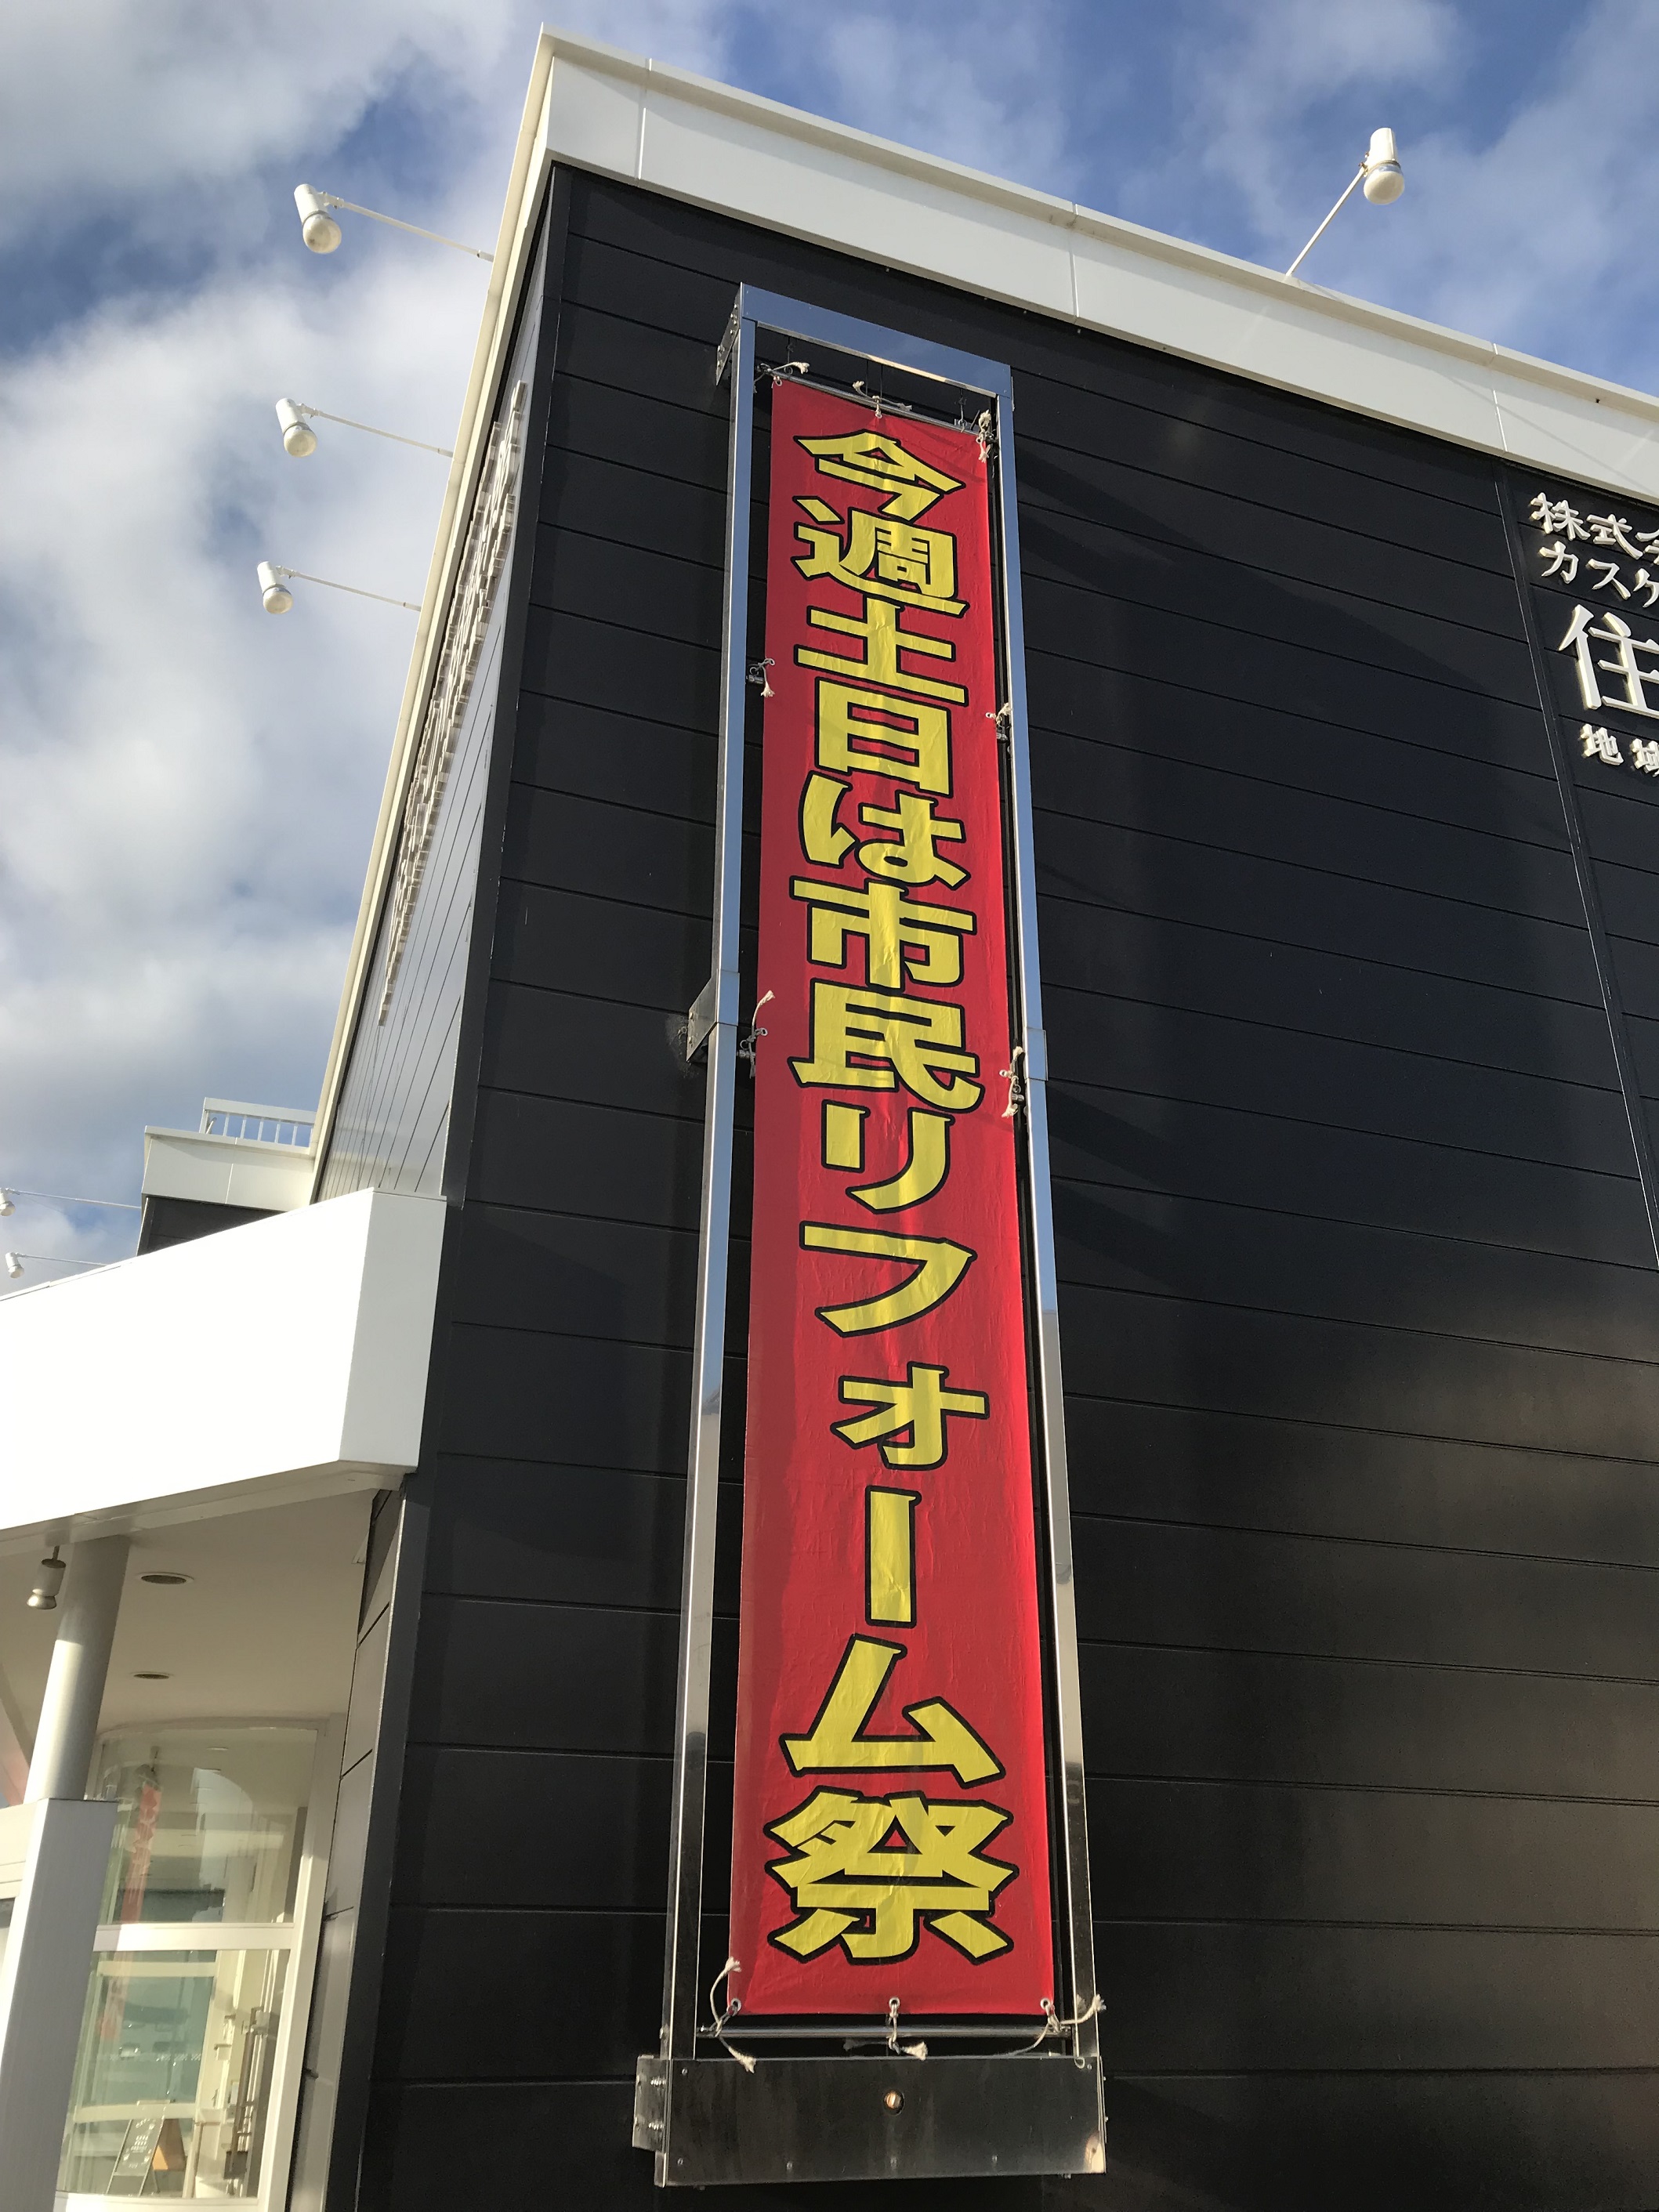 今週土日は市民リフォーム祭
株式会
カスケ
住
地域